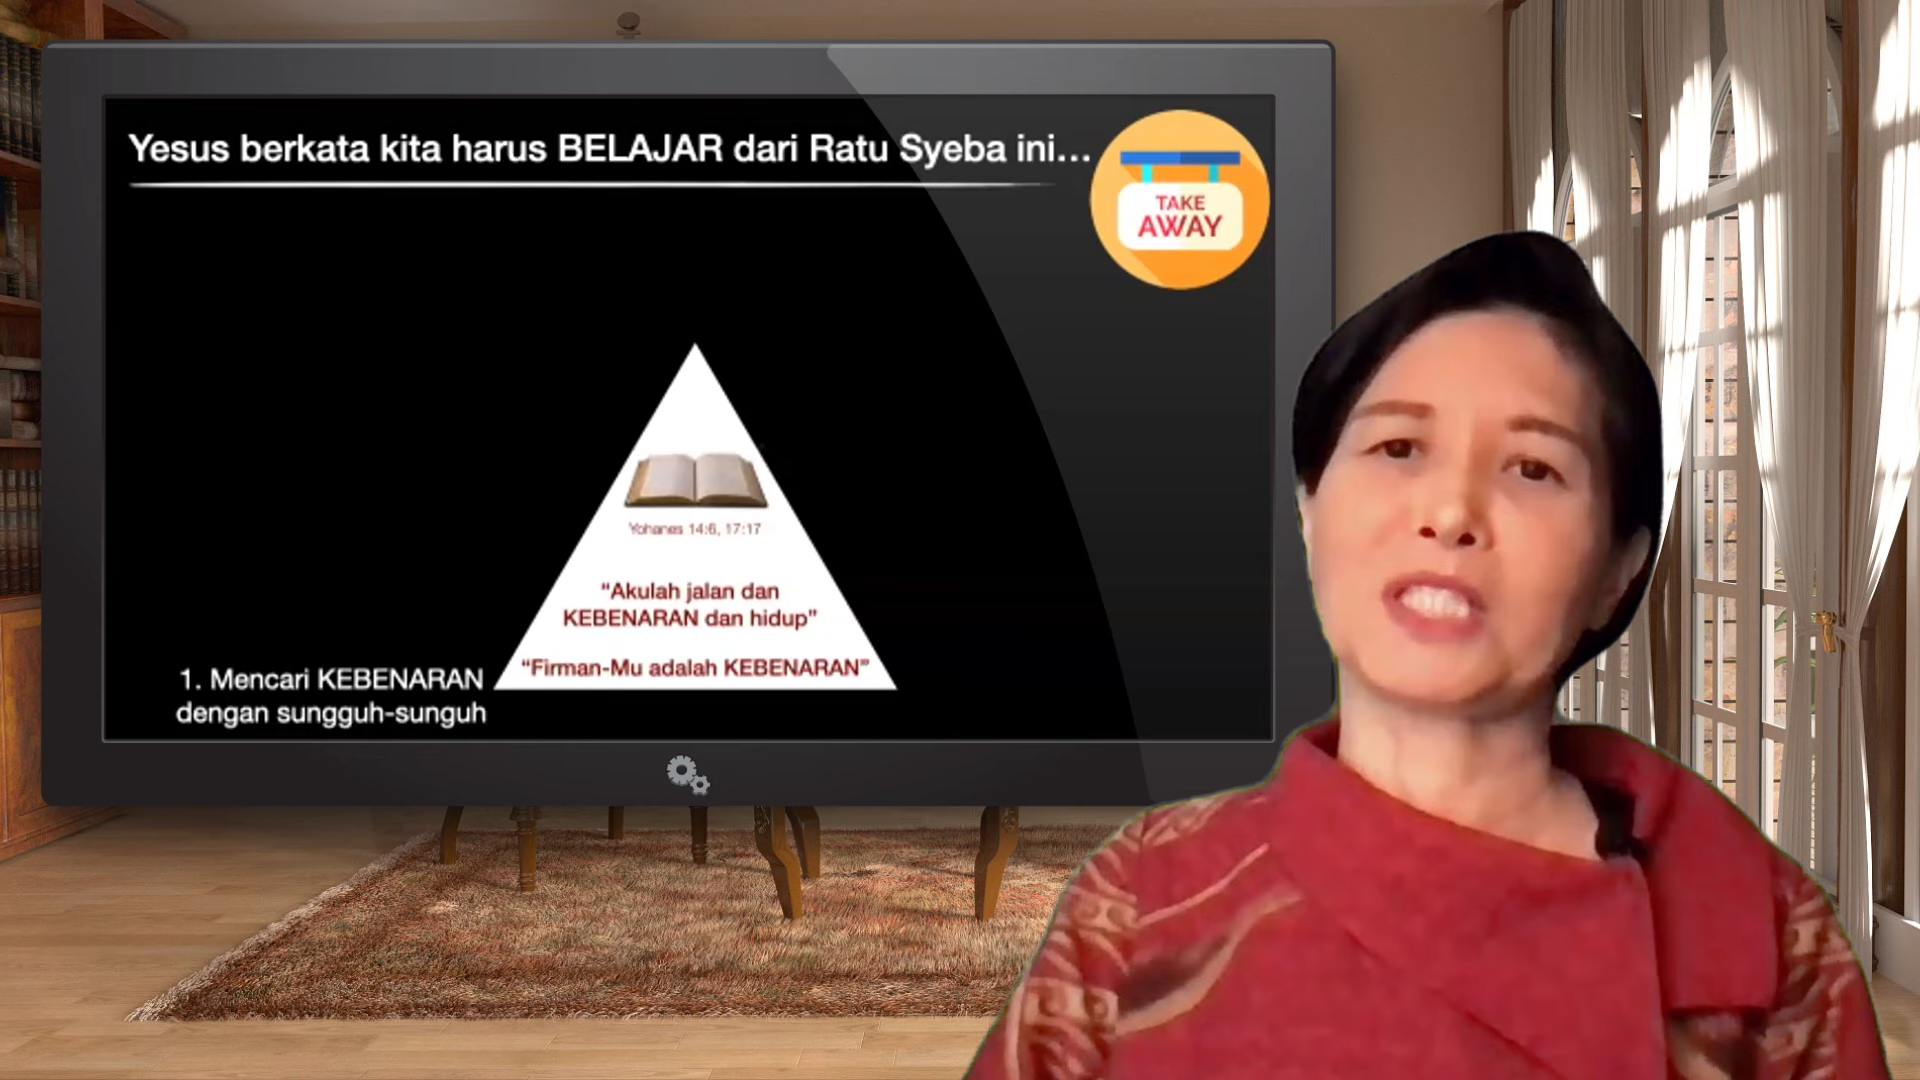 Yesus berkata kita harus BELAJAR dari Ratu Syeba ini...
TAKE
AWAY
Yohanes 14:6, 17:17
“Akulah jalan dan
KEBENARAN dan hidup”
“Firman-Mu adalah KEBENARAN”
1. Mencari KEBENARAN
dengan sungguh-sunguh